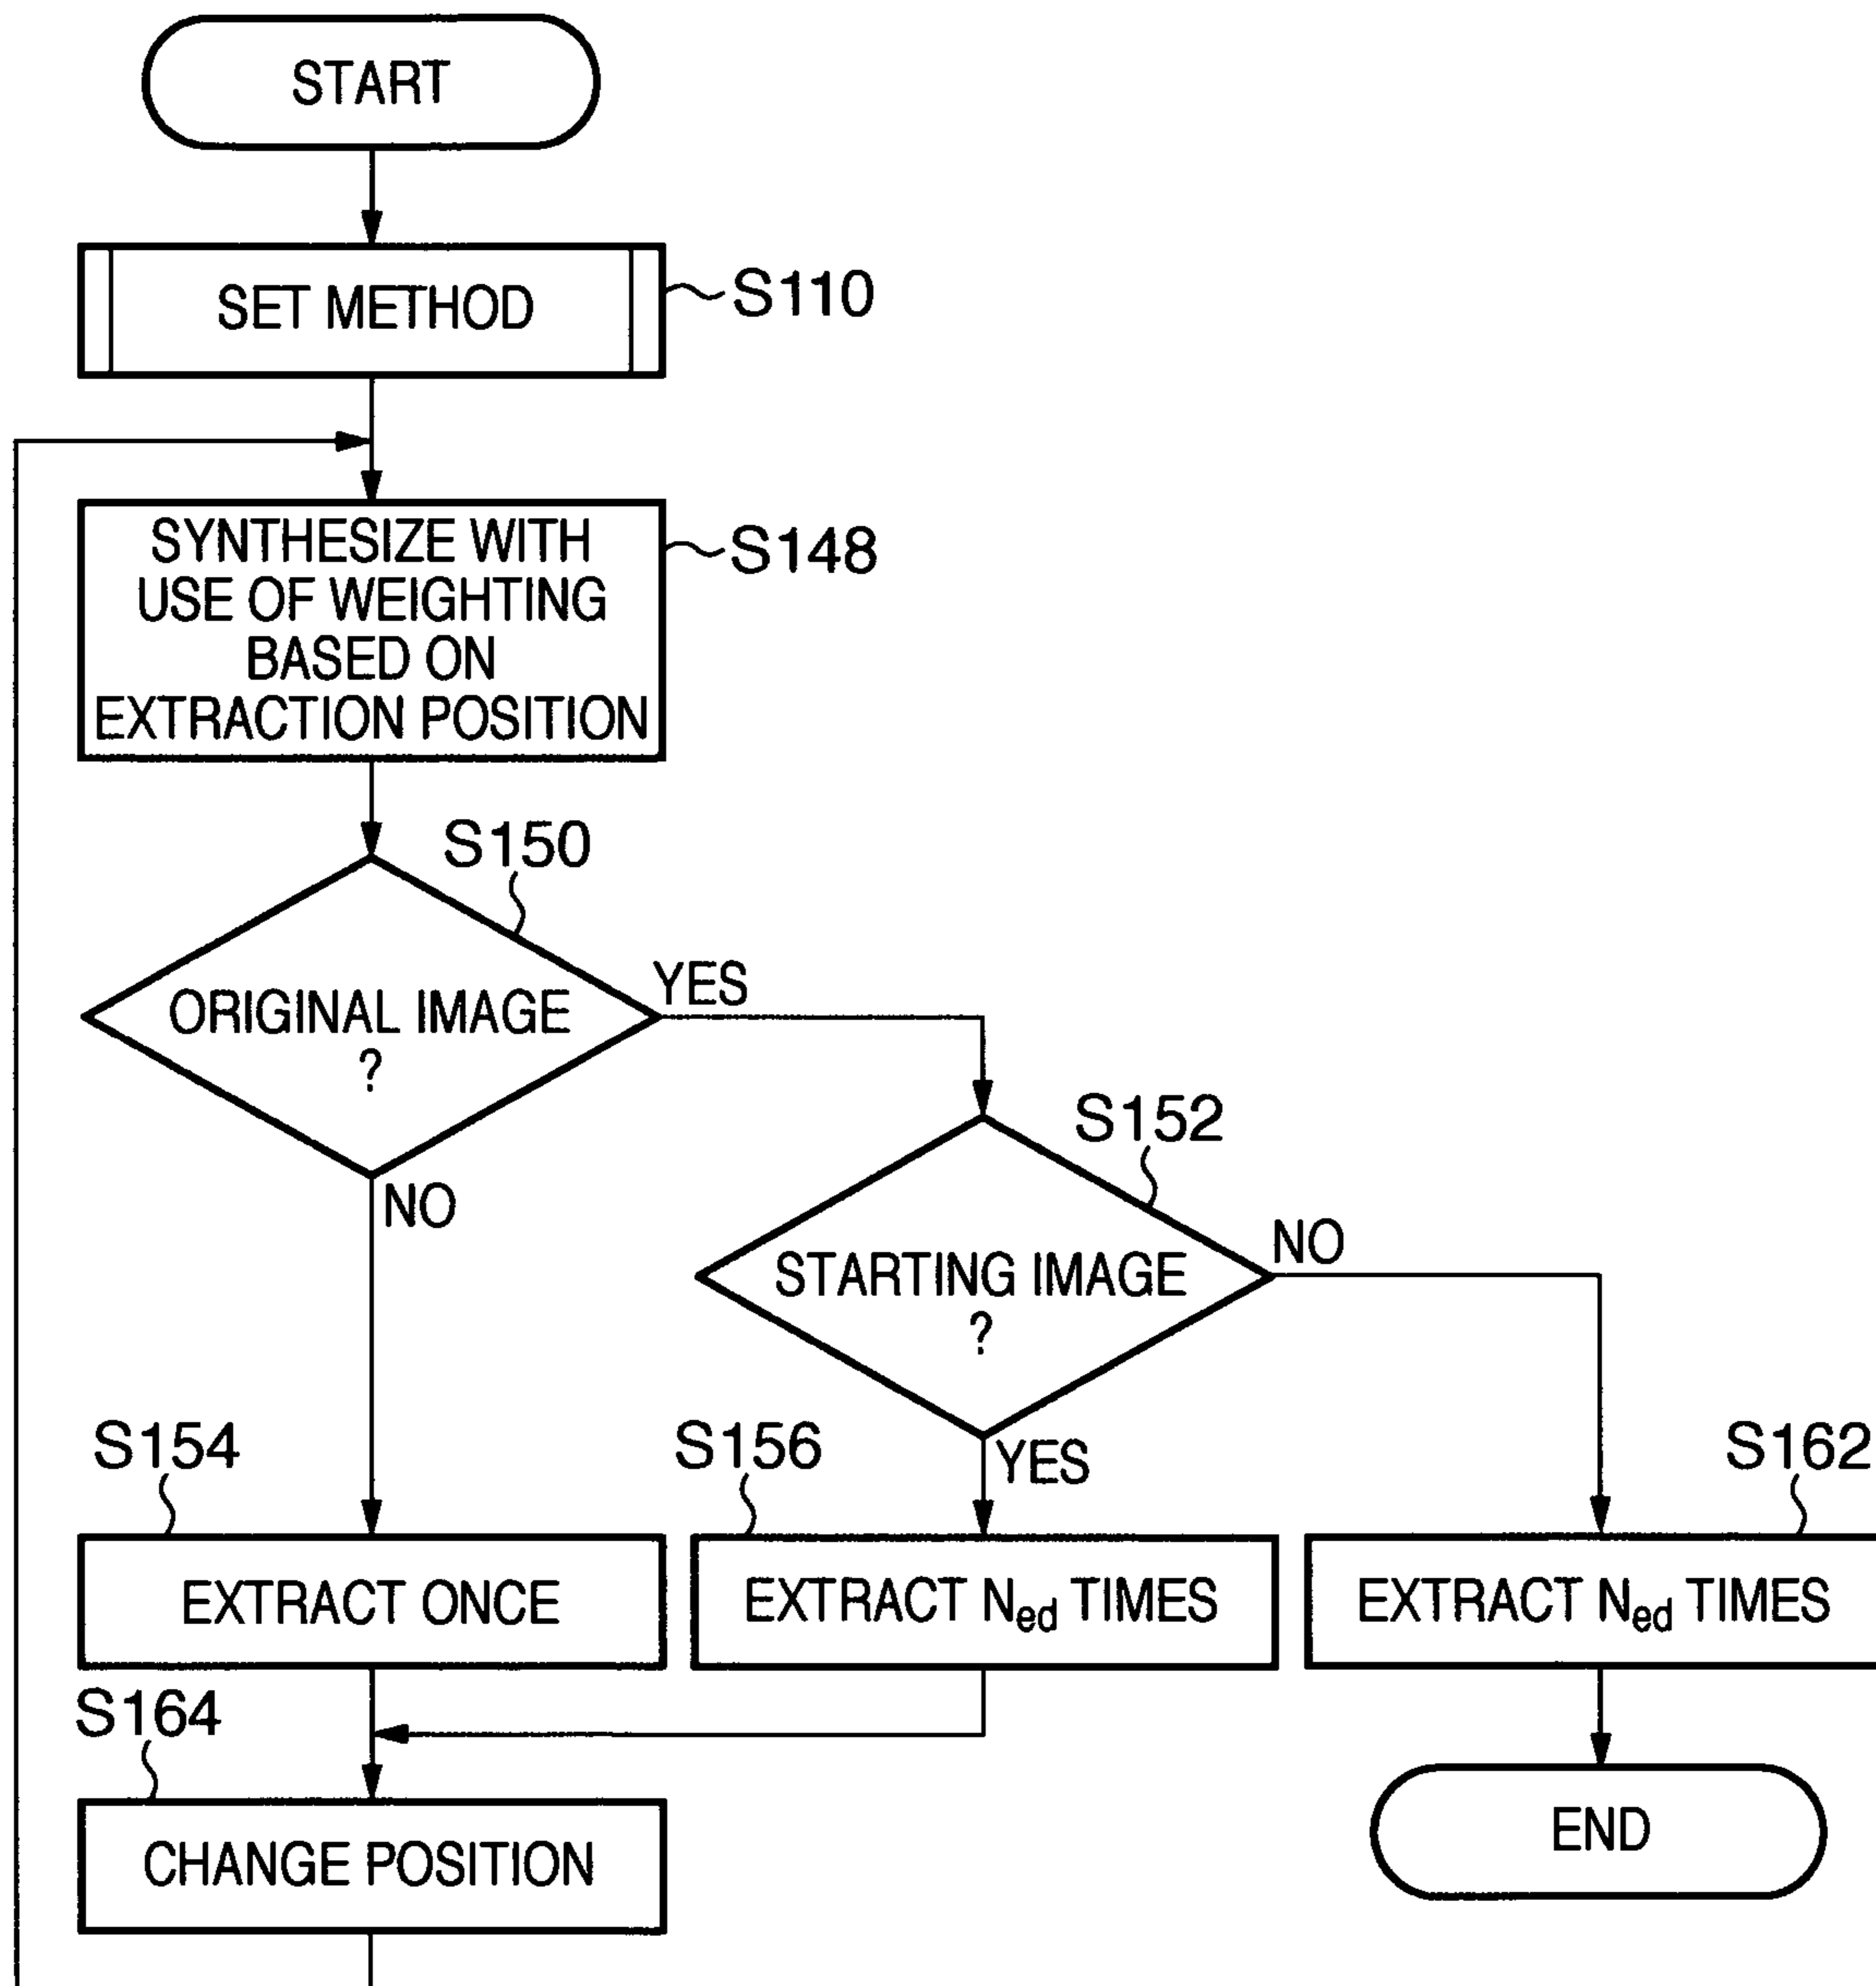 START
SET METHOD
S110
SYNTHESIZE WITH
USE OF WEIGHTING
BASED ON
EXTRACTION POSITION
S148
S150
ORIGINAL IMAGE
?
YES
NO
S152
STARTING IMAGE
?
NO
YES
S154
EXTRACT ONCE
S156
EXTRACT Ned TIMES
S162
EXTRACT Ned TIMES
S164
CHANGE POSITION
END